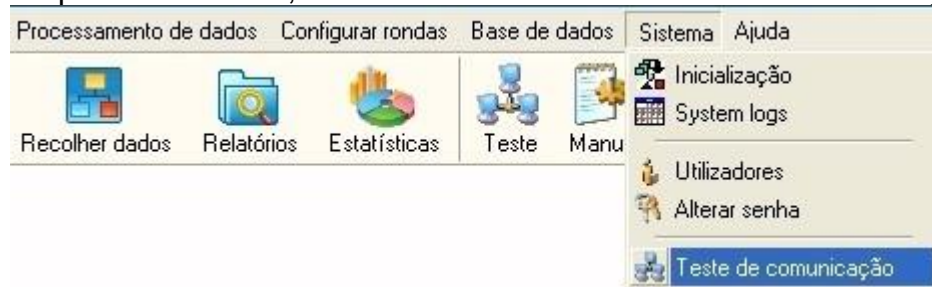 Processamento de dados Configurar rondas Base de dados Sistema Ajuda
Recolher dados Relatórios Estatísticas Teste Manu
Inicialização
System logs
Utilizadores
Alterar senha
Teste de comunicação